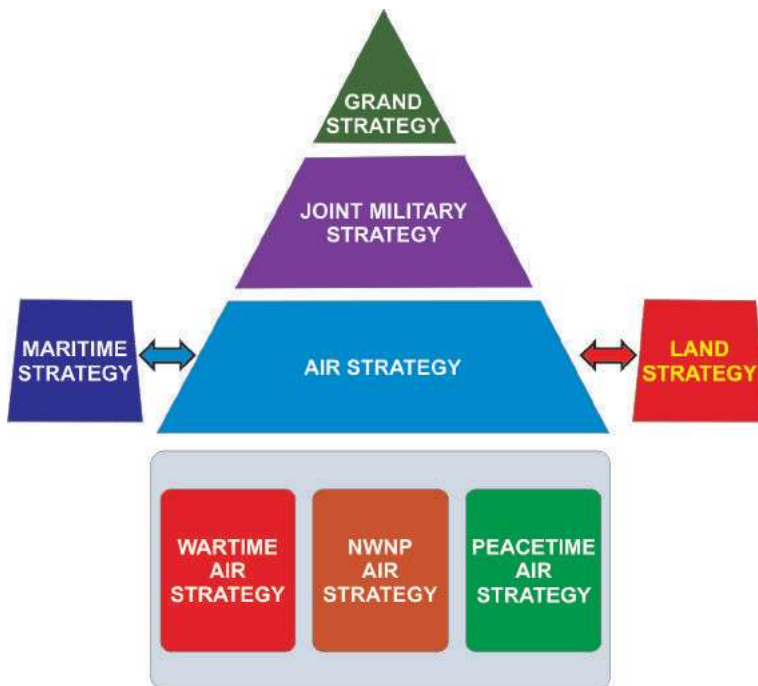 GRAND
STRATEGY
JOINT MILITARY
STRATEGY
MARITIME
STRATEGY
AIR STRATEGY
LAND
STRATEGY
WARTIME
AIR
STRATEGY
NWNP
AIR
STRATEGY
PEACETIME
AIR
STRATEGY